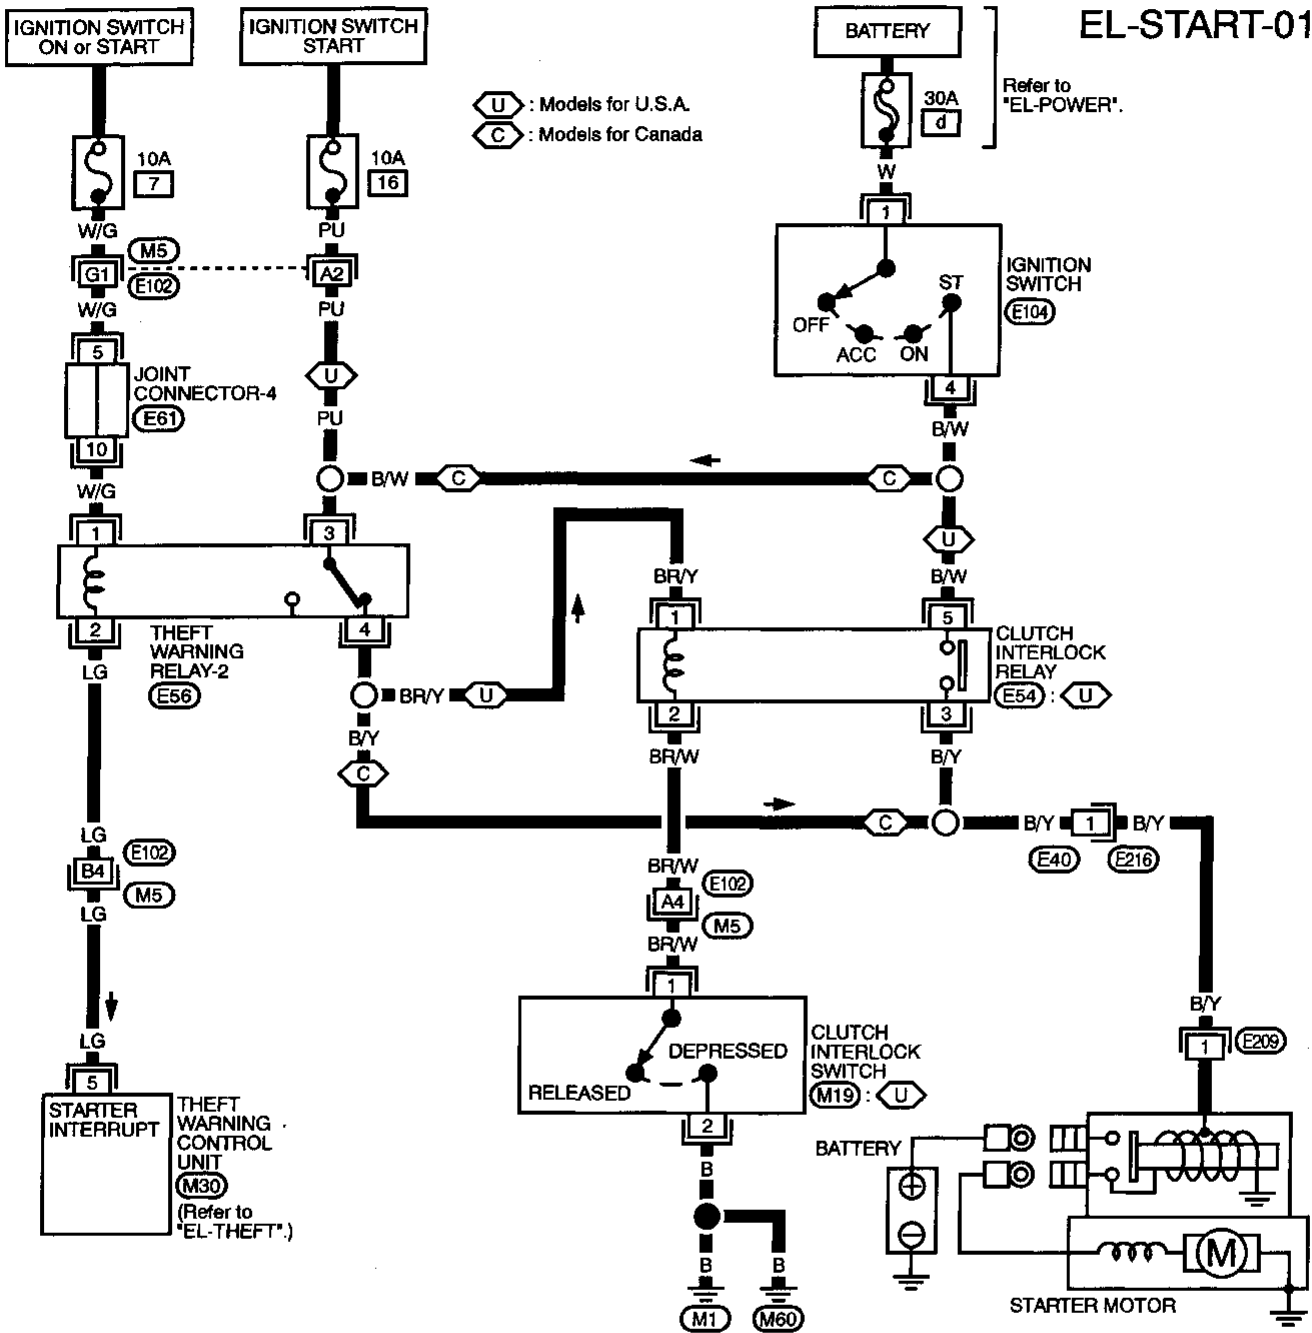 EL-START-01
IGNITION SWITCH
ON or START
IGNITION SWITCH
START
BATTERY
Refer to
"EL-POWER".
U : Models for U.S.A.
C : Models for Canada
10A
7
10A
16
30A
d
W/G
PU
W
M5
G1
E102
A2
1
W/G
PU
IGNITION
SWITCH
E104
OFF
ACC
ON
ST
5
JOINT
CONNECTOR-4
E61
10
U
PU
4
B/W
W/G
B/W
C
C
U
1
3
BR/Y
B/W
1
5
2
4
THEFT
WARNING
RELAY-2
E56
CLUTCH
INTERLOCK
RELAY
E54 : U
LG
BR/Y
U
2
3
B/Y
BR/W
B/Y
C
C
B/Y
1
B/Y
E40
E216
LG
B4
E102
M5
LG
BR/W
A4
E102
M5
BR/W
1
DEPRESSED
RELEASED
CLUTCH
INTERLOCK
SWITCH
M19 : U
2
B/Y
1
E209
LG
5
STARTER
INTERRUPT
THEFT
WARNING
CONTROL
UNIT
M30
(Refer to
"EL-THEFT".)
B
B
B
M1
M60
BATTERY
+
−
M
STARTER MOTOR